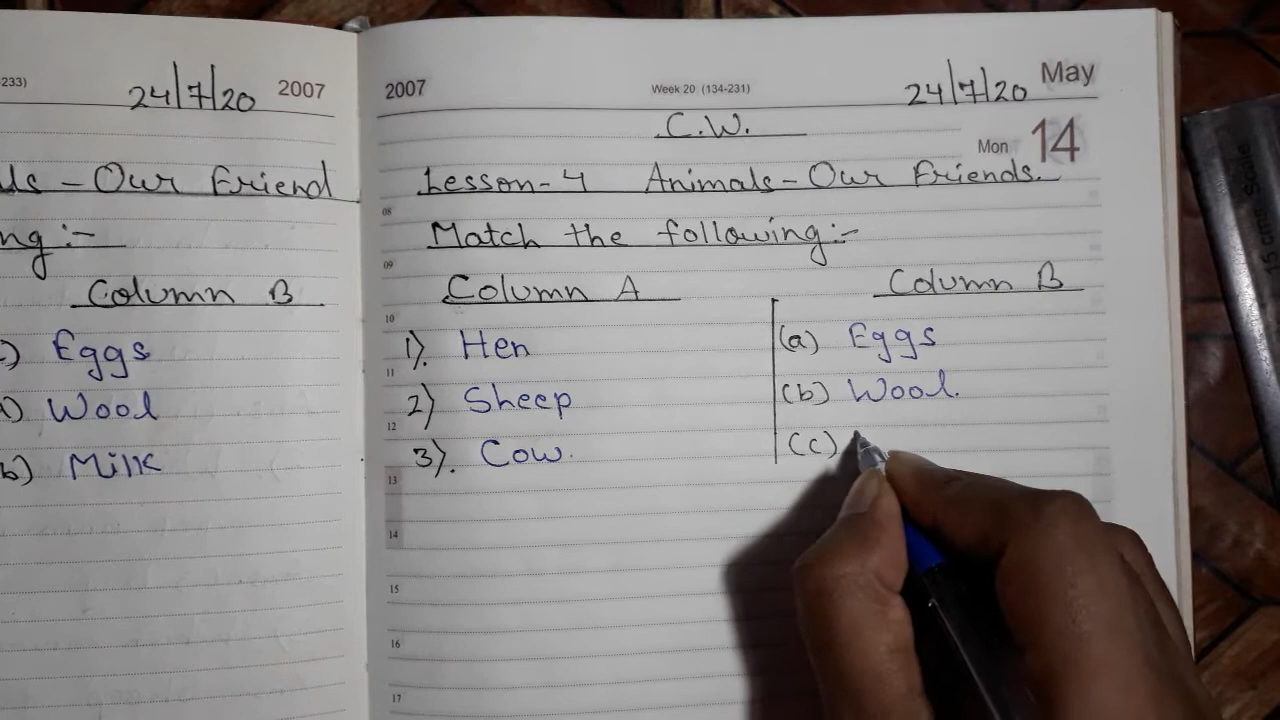 233)
24/7/20 2007
ls - Our Friend
ng :-
Column B
) Eggs
) Wool
b) Milk
2007 Week 20 (134-231) 24/7/20 May
C.W.
Mon 14
Lesson-4 Animals - Our Friends.
08
Match the following :-
09
Column A Column B
10
1). Hen (a) Eggs
11
2) Sheep (b) Wool.
12
3). Cow. (c)
13
14
15
16
17
15 cms. Scale